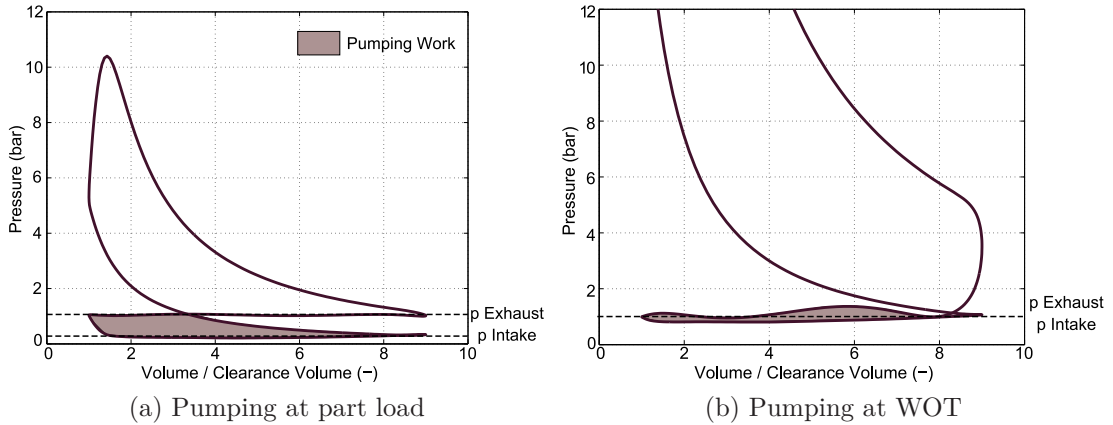 12
10
8
6
4
2
0
Pressure (bar)
Pumping Work
p Exhaust
p Intake
2
4
6
8
10
Volume / Clearance Volume (−)
(a) Pumping at part load
12
10
8
6
4
2
0
Pressure (bar)
p Exhaust
p Intake
0
2
4
6
8
10
Volume / Clearance Volume (−)
(b) Pumping at WOT